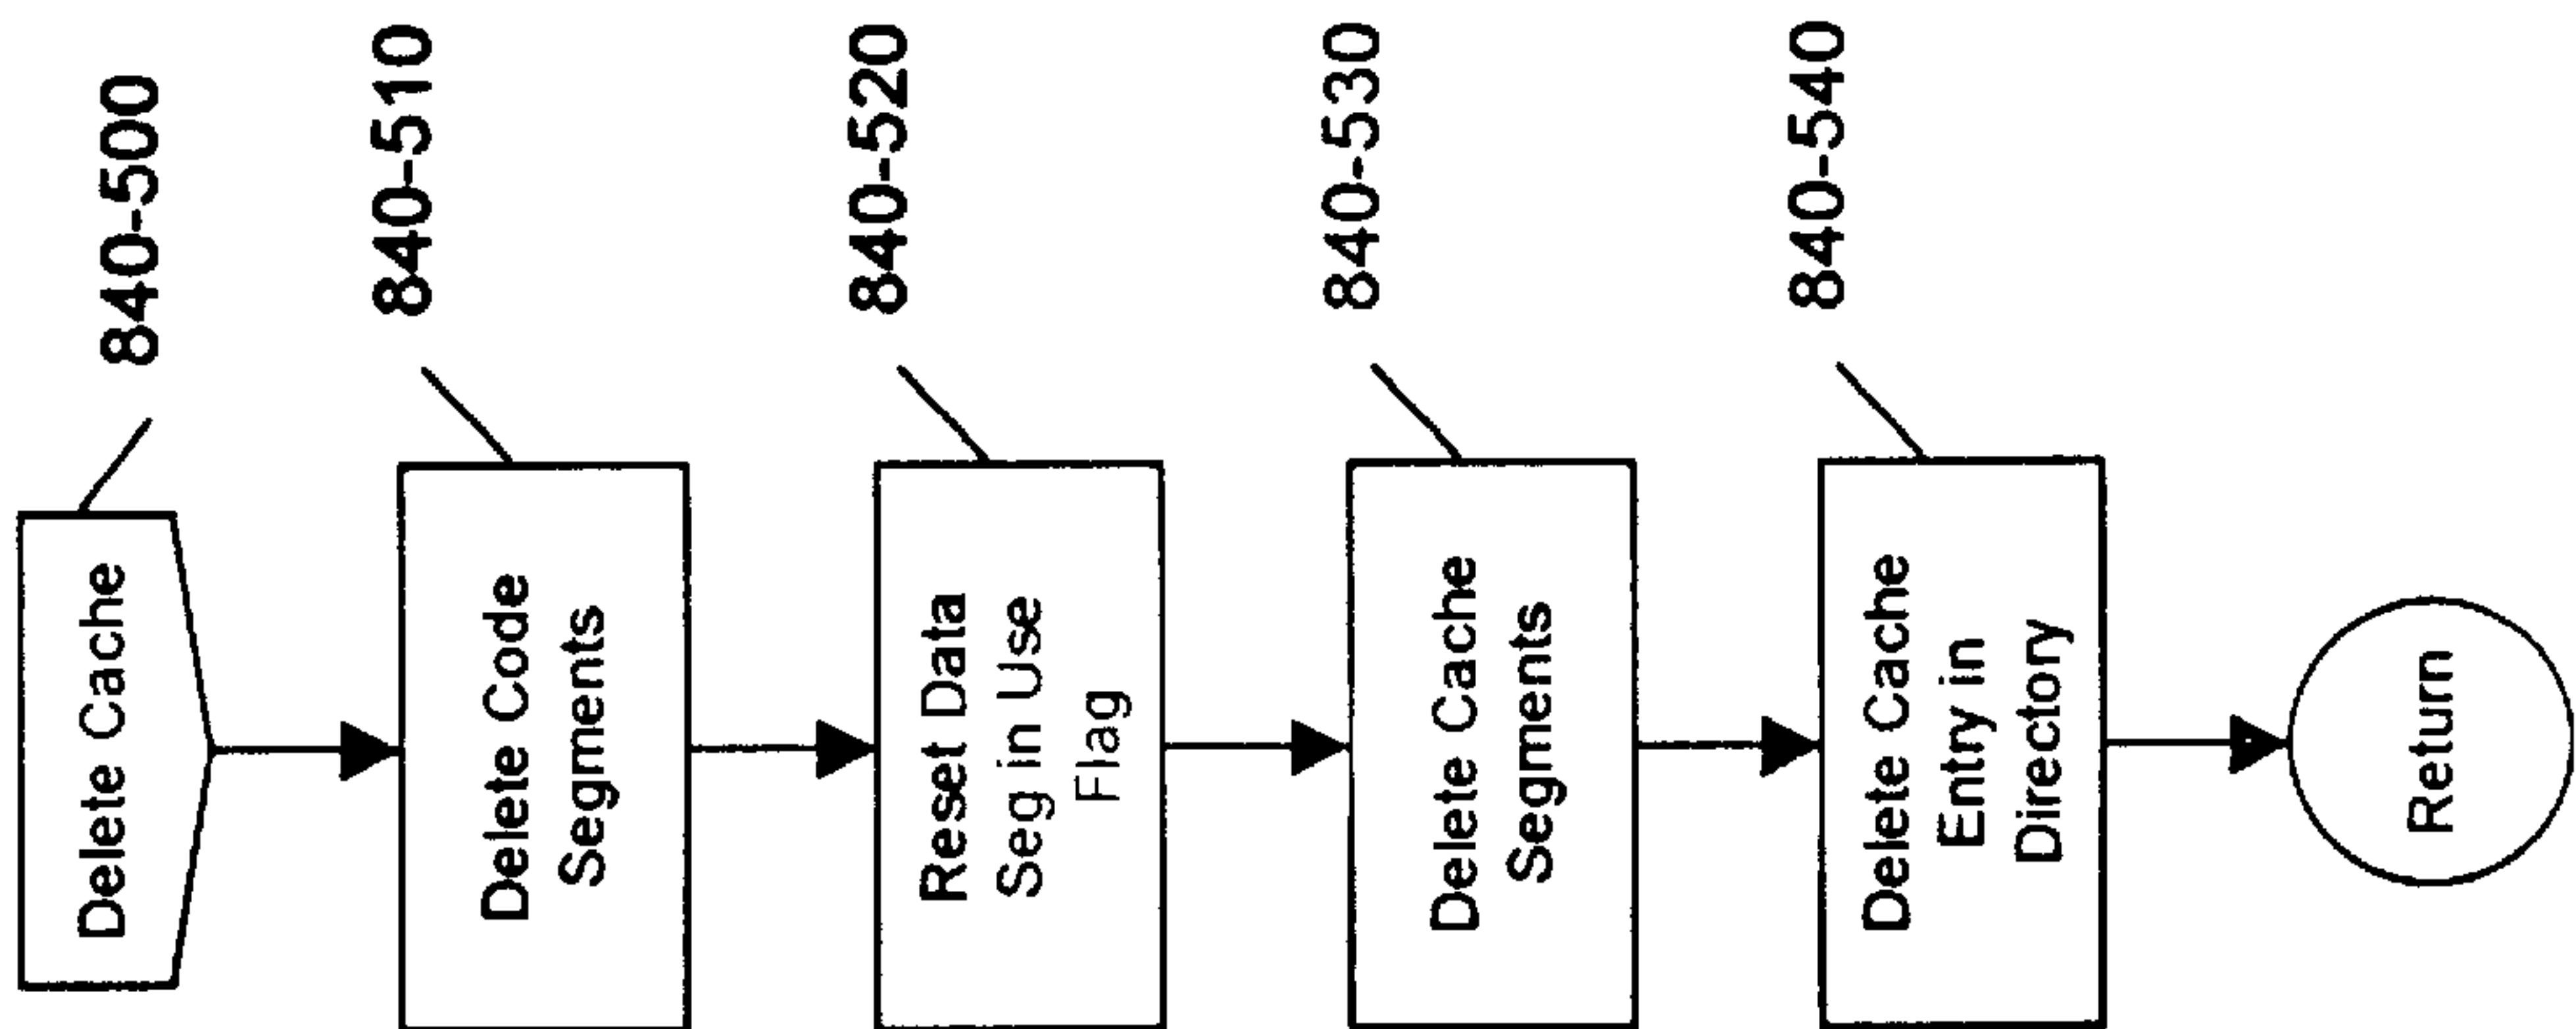 Delete Cache
840-500
Delete Code
Segments
840-510
Reset Data
Seg in Use
Flag
840-520
Delete Cache
Segments
840-530
Delete Cache
Entry in
Directory
840-540
Return